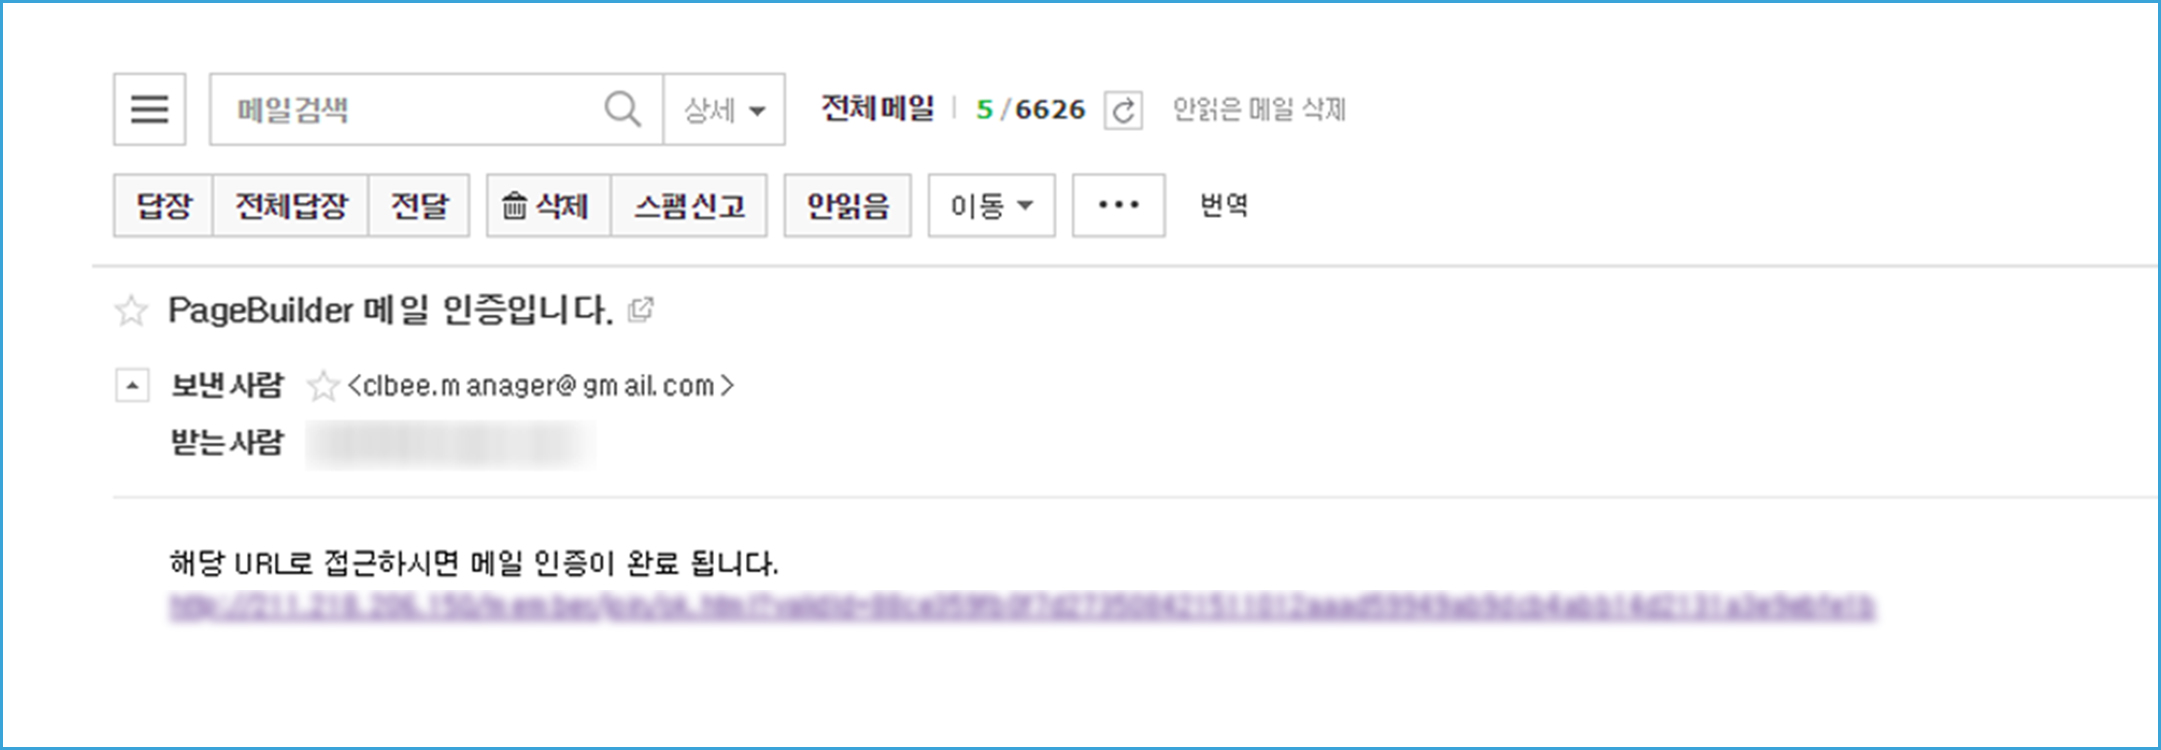 메일검색 상세 전체메일 5 / 6626 안읽은 메일 삭제
답장 전체답장 전달 삭제 스팸신고 안읽음 이동 ••• 번역
PageBuilder 메일 인증입니다.
보낸사람 <clbee.manager@gmail.com>
받는사람
해당 URL로 접근하시면 메일 인증이 완료 됩니다.